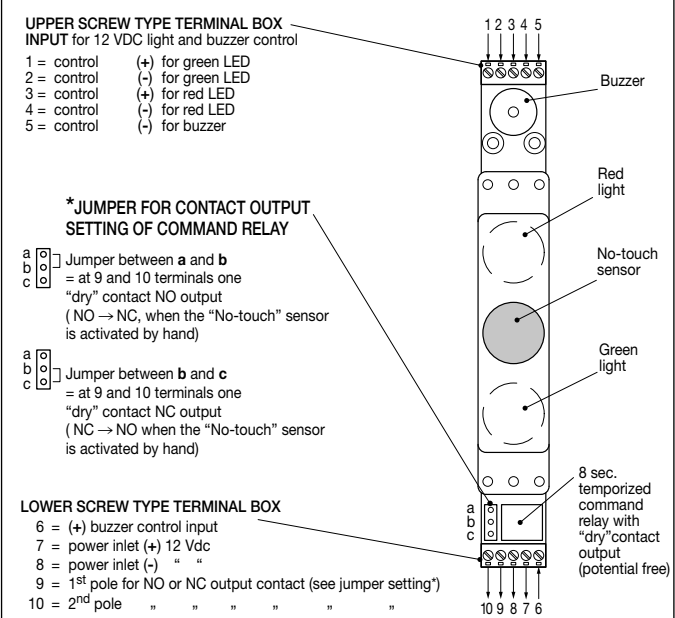 UPPER SCREW TYPE TERMINAL BOX
INPUT for 12 VDC light and buzzer control
1 = control (+) for green LED
2 = control (-) for green LED
3 = control (+) for red LED
4 = control (-) for red LED
5 = control (-) for buzzer
1 2 3 4 5
Buzzer
Red
light
No-touch
sensor
Green
light
*JUMPER FOR CONTACT OUTPUT
SETTING OF COMMAND RELAY
a
b
c
Jumper between a and b
= at 9 and 10 terminals one
“dry” contact NO output
( NO → NC, when the “No-touch” sensor
is activated by hand)
a
b
c
Jumper between b and c
= at 9 and 10 terminals one
“dry” contact NC output
( NC → NO when the “No-touch” sensor
is activated by hand)
a
b
c
8 sec.
temporized
command
relay with
“dry”contact
output
(potential free)
LOWER SCREW TYPE TERMINAL BOX
6 = (+) buzzer control input
7 = power inlet (+) 12 Vdc
8 = power inlet (-) “ “
9 = 1st pole for NO or NC output contact (see jumper setting*)
10 = 2nd pole „ „ „ „ „ „
10 9 8 7 6